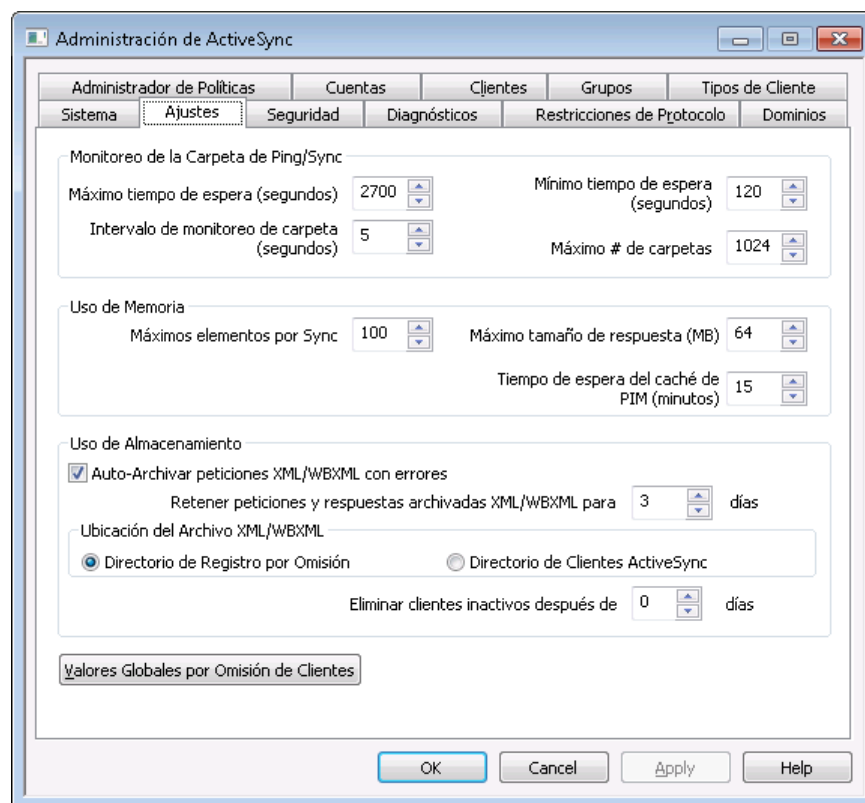 Administración de ActiveSync
Administrador de Políticas Cuentas Clientes Grupos Tipos de Cliente
Sistema Ajustes Seguridad Diagnósticos Restricciones de Protocolo Dominios
Monitoreo de la Carpeta de Ping/Sync
Máximo tiempo de espera (segundos) 2700
Mínimo tiempo de espera
(segundos) 120
Intervalo de monitoreo de carpeta
(segundos) 5
Máximo # de carpetas 1024
Uso de Memoria
Máximos elementos por Sync 100 Máximo tamaño de respuesta (MB) 64
Tiempo de espera del caché de
PIM (minutos) 15
Uso de Almacenamiento
Auto-Archivar peticiones XML/WBXML con errores
Retener peticiones y respuestas archivadas XML/WBXML para 3 días
Ubicación del Archivo XML/WBXML
Directorio de Registro por Omisión Directorio de Clientes ActiveSync
Eliminar clientes inactivos después de 0 días
Valores Globales por Omisión de Clientes
OK Cancel Apply Help